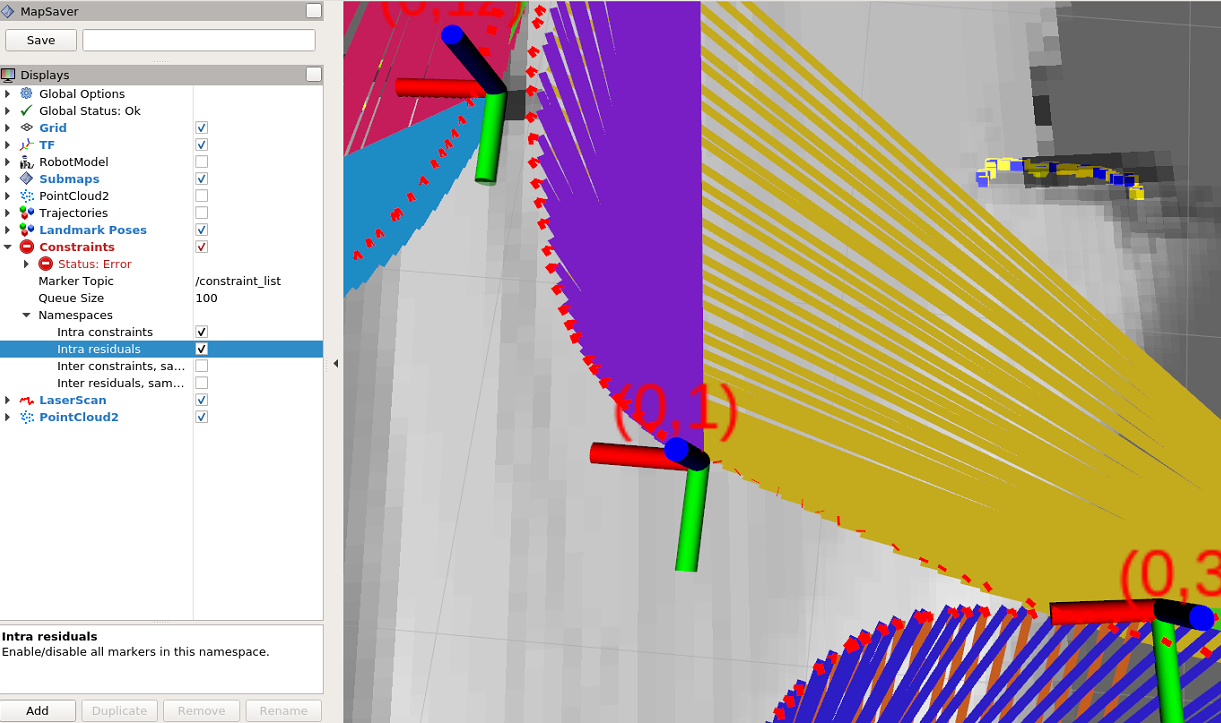 MapSaver
Save
Displays
Global Options
Global Status: Ok
Grid
TF
RobotModel
Submaps
PointCloud2
Trajectories
Landmark Poses
Constraints
Status: Error
Marker Topic /constraint_list
Queue Size 100
Namespaces
Intra constraints
Intra residuals
Inter constraints, sa...
Inter residuals, sam...
LaserScan
PointCloud2
Intra residuals
Enable/disable all markers in this namespace.
Add Duplicate Remove Rename
(0,1)
(0,3